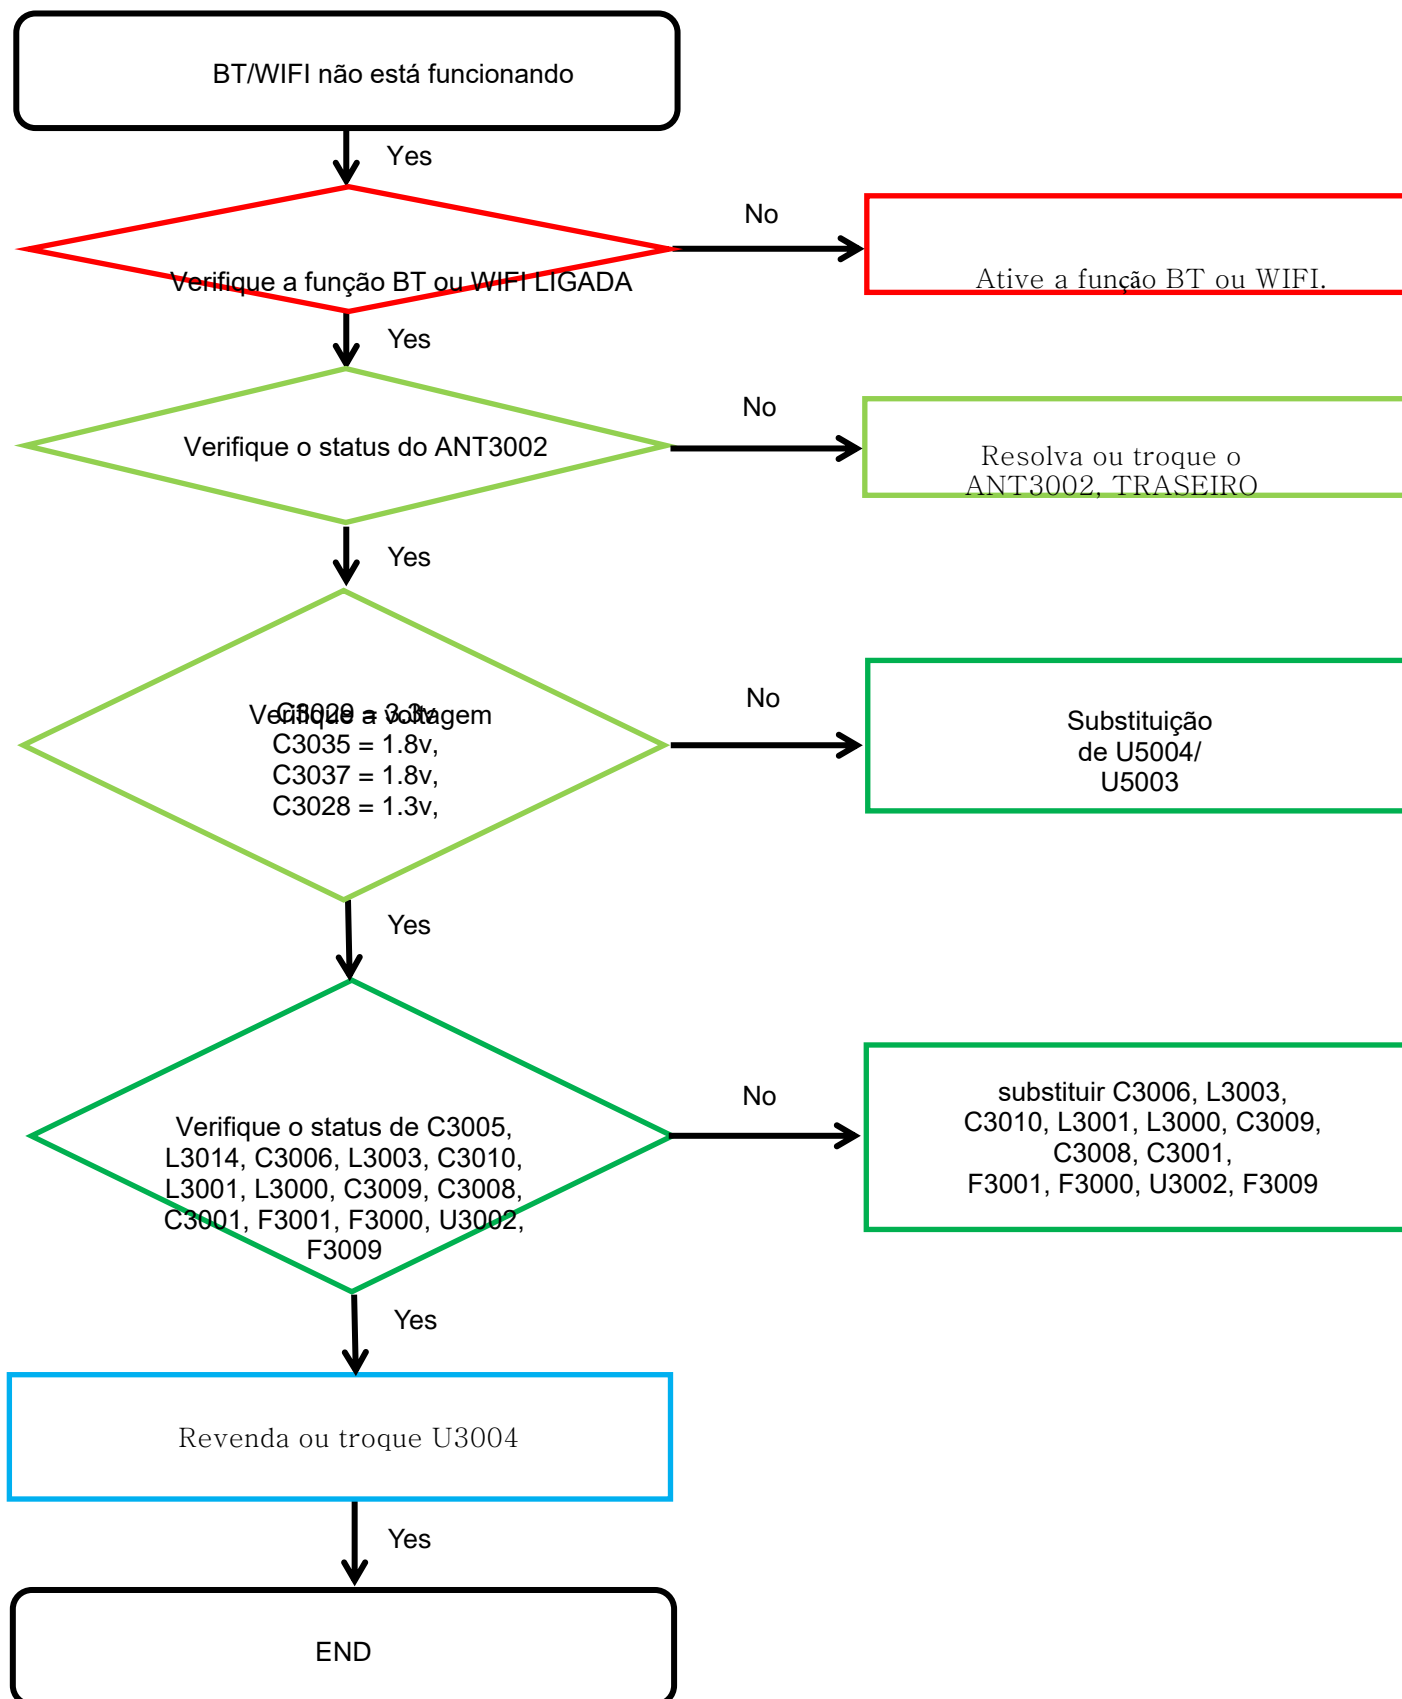 BT/WIFI não está funcionando
Yes
No
Verifique a função BT ou WIFI LIGADA
Ative a função BT ou WIFI.
Yes
No
Verifique o status do ANT3002
Resolva ou troque o
ANT3002, TRASEIRO
Yes
No
Verifique a voltagem
C3029 = 3.3v,
C3035 = 1.8v,
C3037 = 1.8v,
C3028 = 1.3v,
Substituição
de U5004/
U5003
Yes
No
Verifique o status de C3005,
L3014, C3006, L3003, C3010,
L3001, L3000, C3009, C3008,
C3001, F3001, F3000, U3002,
F3009
substituir C3006, L3003,
C3010, L3001, L3000, C3009,
C3008, C3001,
F3001, F3000, U3002, F3009
Yes
Revenda ou troque U3004
Yes
END